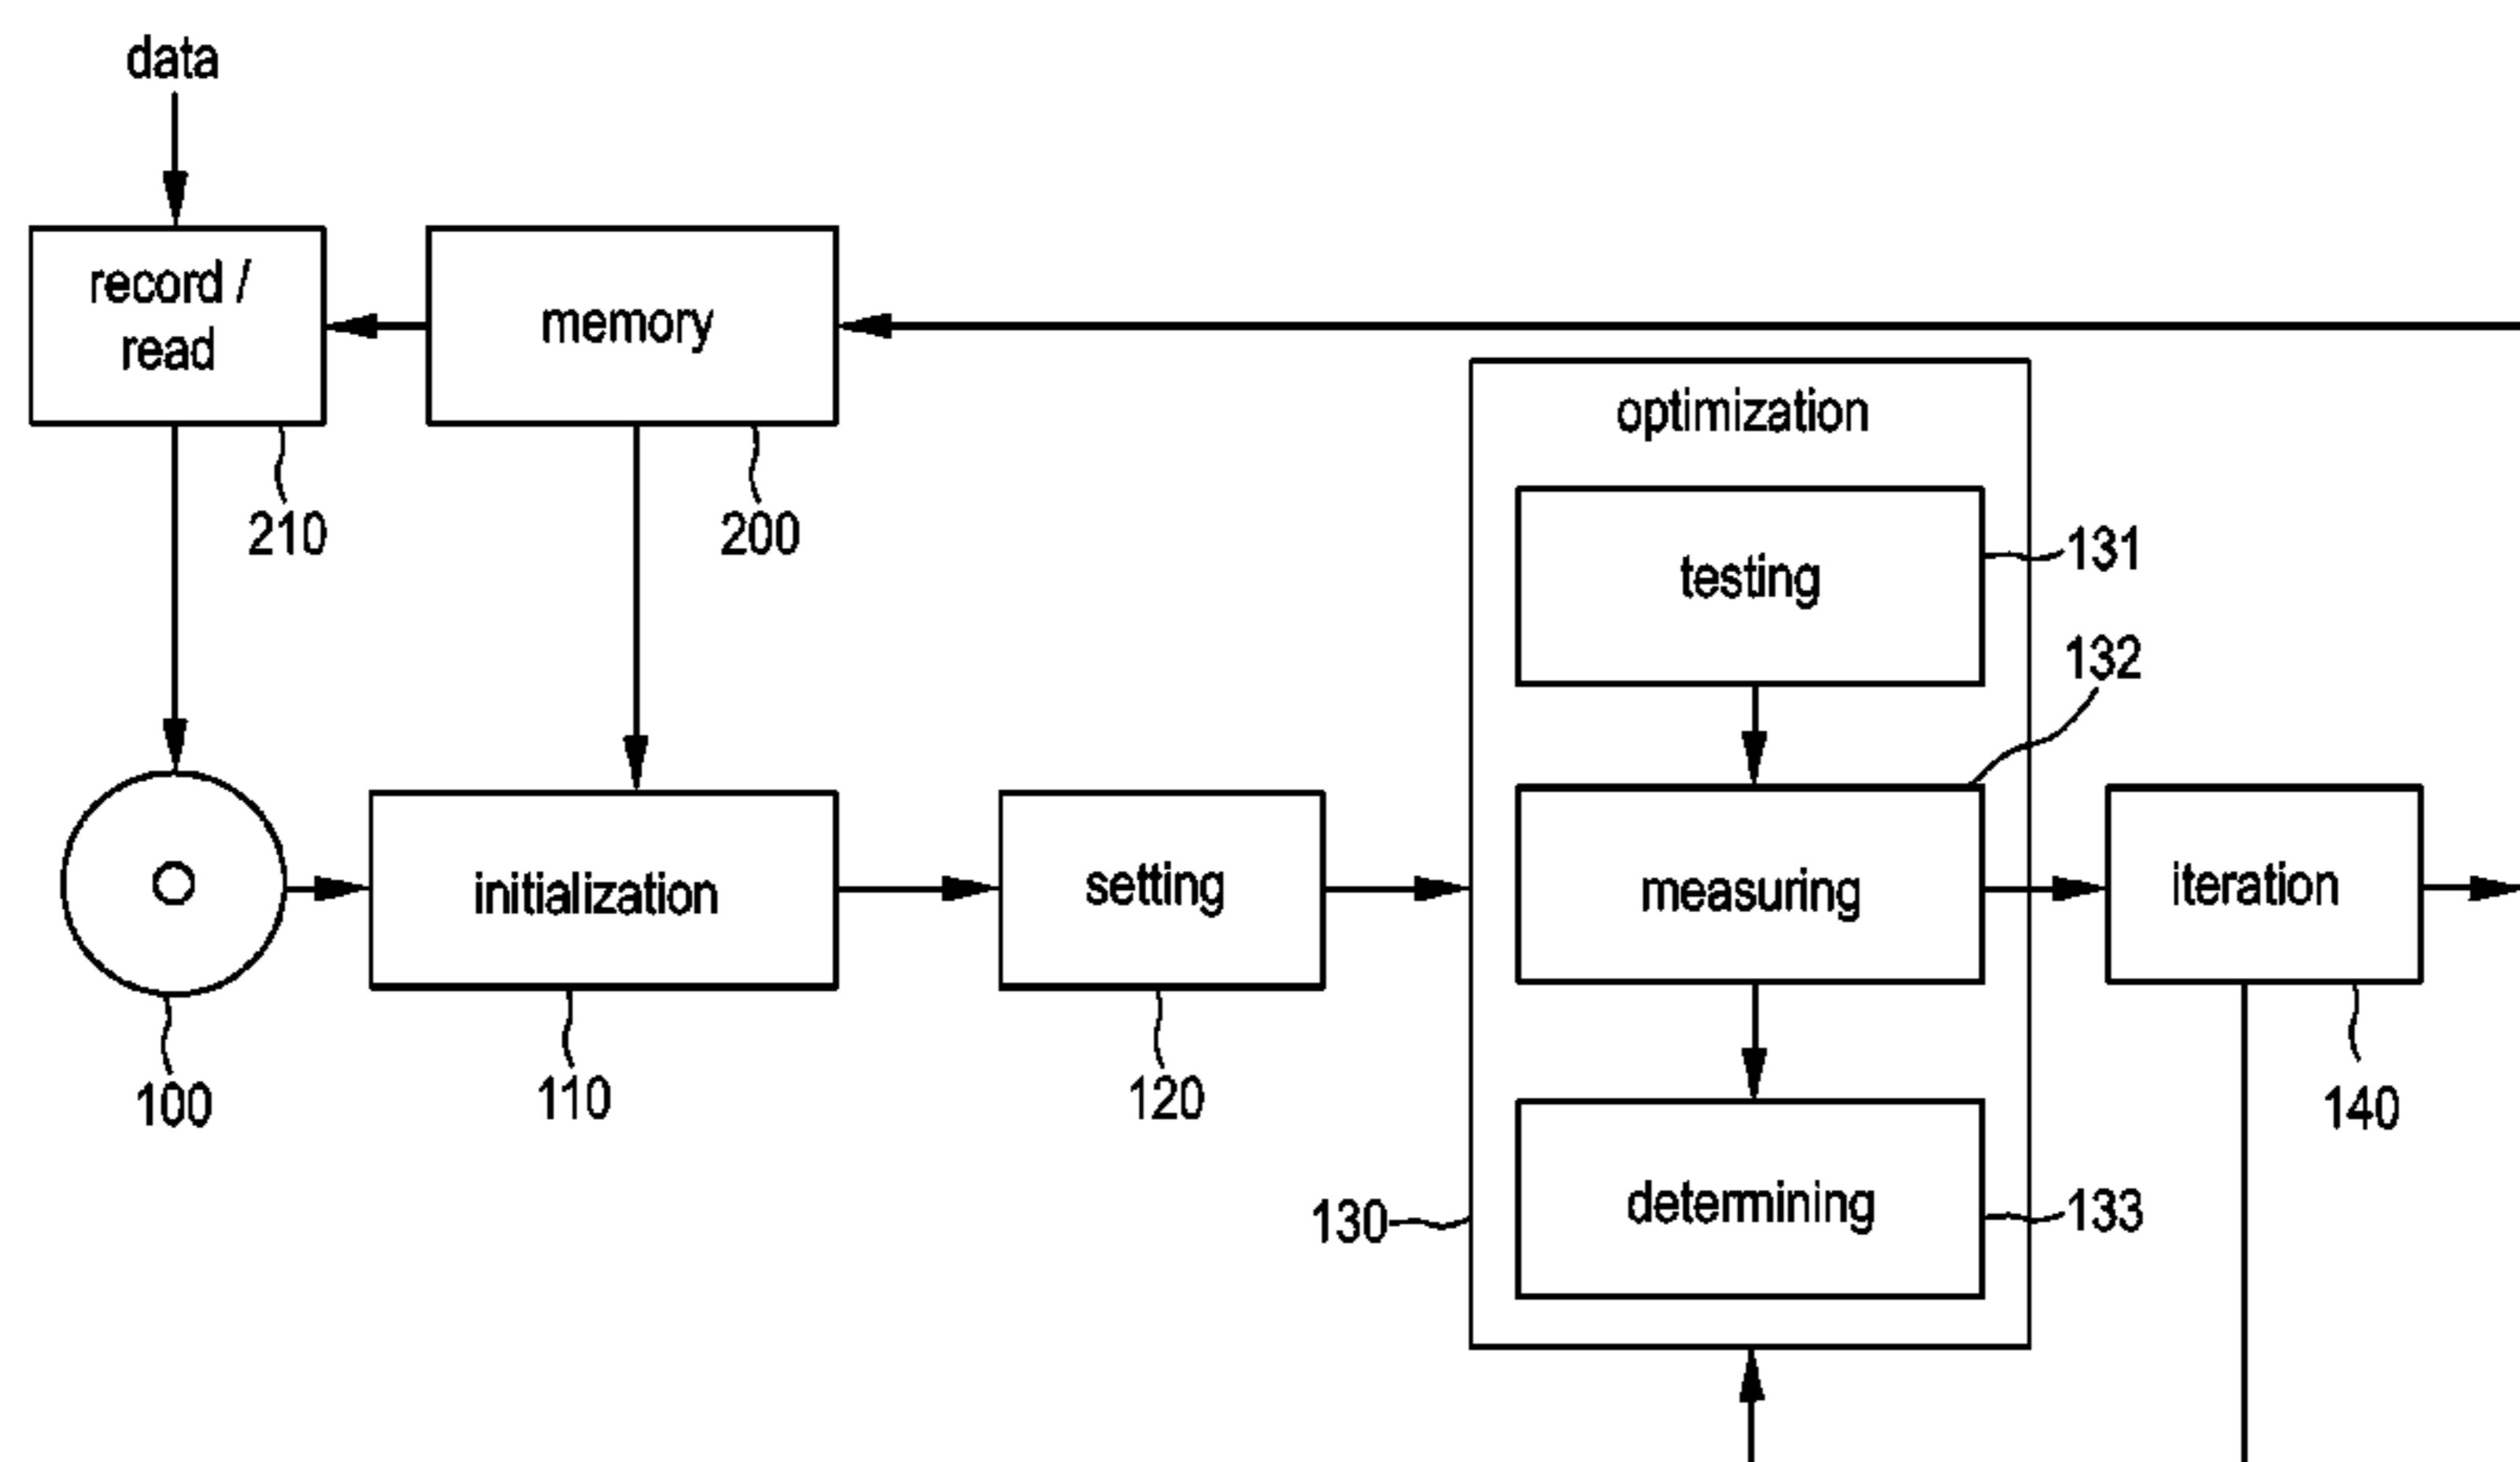 data
record /
read
memory
optimization
210
200
testing
131
132
initialization
setting
measuring
iteration
100
110
120
140
130
determining
133